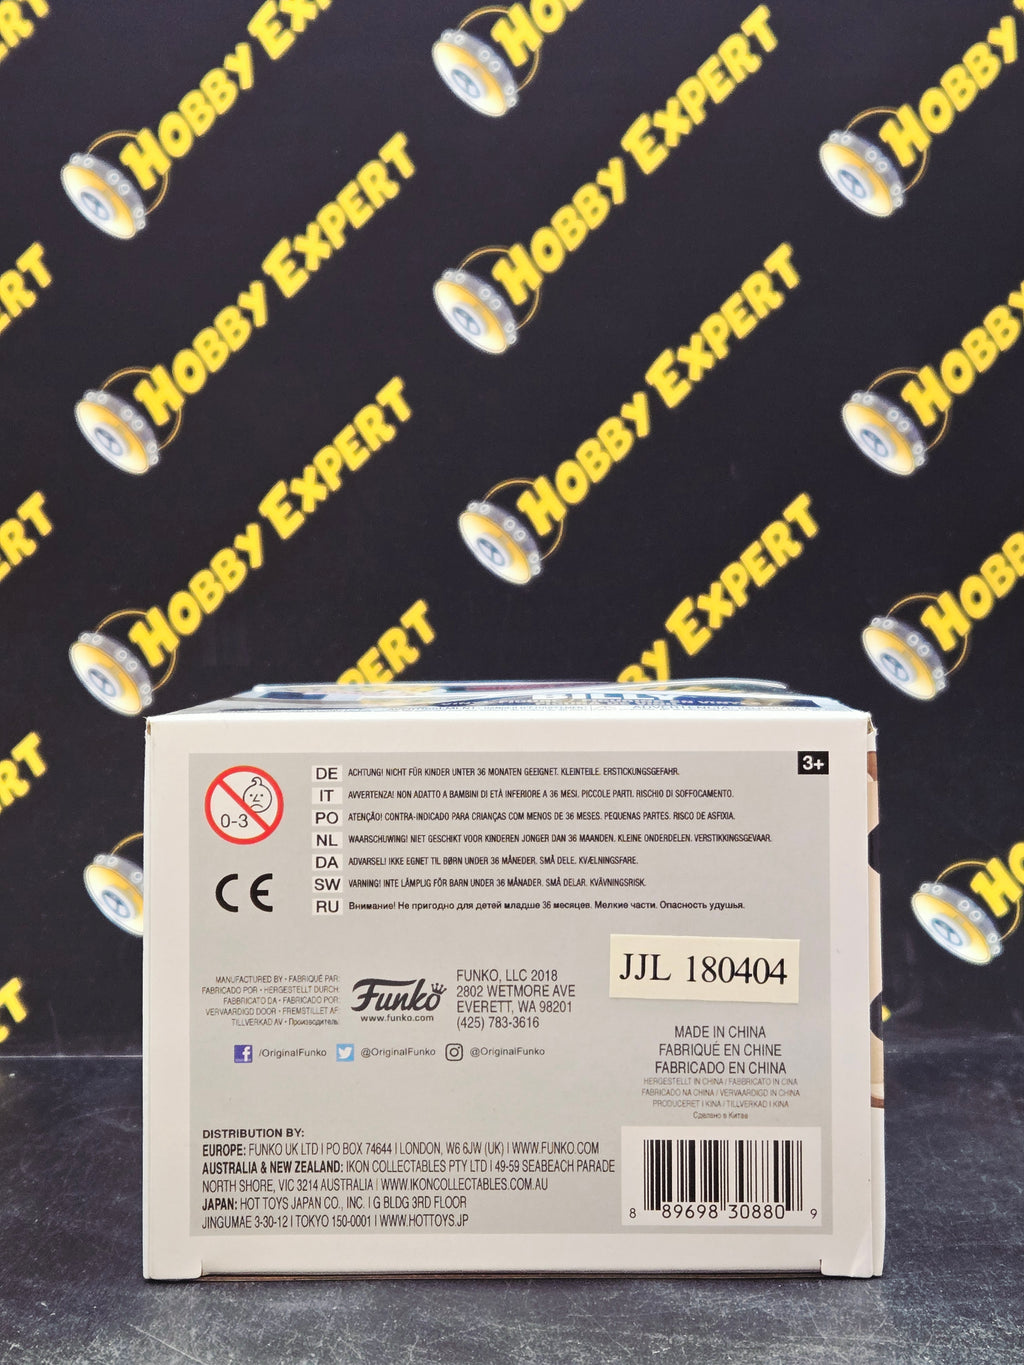 HOBBY EXPERT
HOBBY EXPERT
HOBBY EXPERT
HOBBY EXPERT
HOBBY EXPERT
HOBBY EXPERT
HOBBY EXPERT
BILLY
3+
0-3
DE ACHTUNG! NICHT FÜR KINDER UNTER 36 MONATEN GEEIGNET. KLEINTEILE. ERSTICKUNGSGEFAHR.
IT AVVERTENZA! NON ADATTO A BAMBINI DI ETÀ INFERIORE A 36 MESI. PICCOLE PARTI. RISCHIO DI SOFFOCAMENTO.
PO ATENÇÃO! CONTRA-INDICADO PARA CRIANÇAS COM MENOS DE 36 MESES. PEQUENAS PARTES. RISCO DE ASFIXIA.
NL WAARSCHUWING! NIET GESCHIKT VOOR KINDEREN JONGER DAN 36 MAANDEN. KLEINE ONDERDELEN. VERSTIKKINGSGEVAAR.
DA ADVARSEL! IKKE EGNET TIL BØRN UNDER 36 MÅNEDER. SMÅ DELE. KVÆLNINGSFARE.
SW VARNING! INTE LÄMPLIG FÖR BARN UNDER 36 MÅNADER. SMÅ DELAR. KVÄVNINGSRISK.
RU Внимание! Не пригодно для детей младше 36 месяцев. Мелкие части. Опасность удушья.
CE
MANUFACTURED BY • FABRIQUÉ PAR:
FABRICADO POR • HERGESTELLT DURCH:
FABBRICATO DA • FABRICADO POR:
VERVAARDIGD DOOR • FREMSTILLET AF:
TILLVERKAD AV • Производитель:
Funko
www.funko.com
FUNKO, LLC 2018
2802 WETMORE AVE
EVERETT, WA 98201
(425) 783-3616
JJL 180404
/OriginalFunko @OriginalFunko @OriginalFunko
MADE IN CHINA
FABRIQUÉ EN CHINE
FABRICADO EN CHINA
HERGESTELLT IN CHINA / FABBRICATO IN CINA
FABRICADO NA CHINA / VERVAARDIGD IN CHINA
PRODUCERET I KINA / TILLVERKAD I KINA
Сделано в Китае
DISTRIBUTION BY:
EUROPE: FUNKO UK LTD | PO BOX 74644 | LONDON, W6 6JW (UK) | WWW.FUNKO.COM
AUSTRALIA & NEW ZEALAND: IKON COLLECTABLES PTY LTD | 49-59 SEABEACH PARADE
NORTH SHORE, VIC 3214 AUSTRALIA | WWW.IKONCOLLECTABLES.COM.AU
JAPAN: HOT TOYS JAPAN CO., INC. | G BLDG 3RD FLOOR
JINGUMAE 3-30-12 | TOKYO 150-0001 | WWW.HOTTOYS.JP
8 89698 30880 9